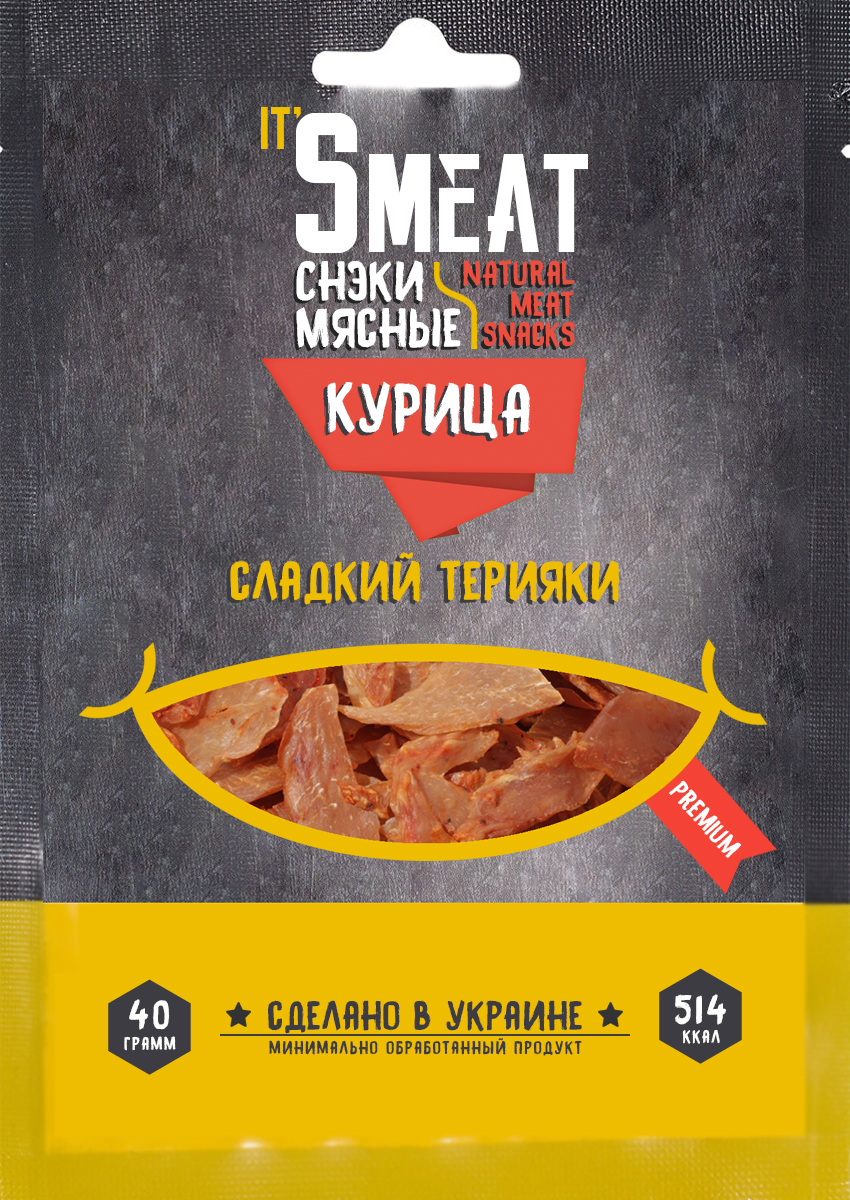 IT'SMEAT
СНЭКИ
МЯСНЫЕ
NATURAL
MEAT
SNACKS
КУРИЦА
СЛАДКИЙ ТЕРИЯКИ
PREMIUM
40
ГРАММ
СДЕЛАНО В УКРАИНЕ
МИНИМАЛЬНО ОБРАБОТАННЫЙ ПРОДУКТ
514
ККАЛ